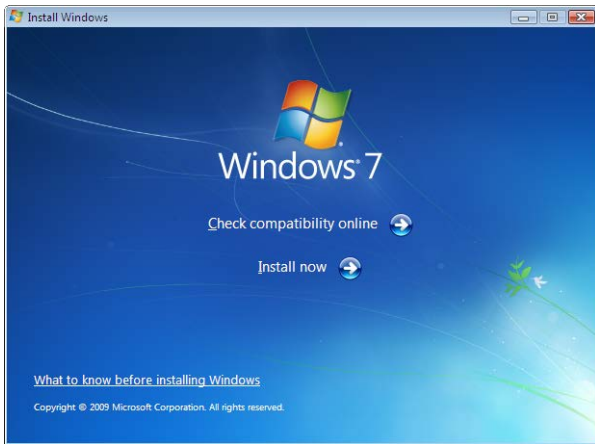 Install Windows
Windows 7
Check compatibility online
Install now
What to know before installing Windows
Copyright © 2009 Microsoft Corporation. All rights reserved.